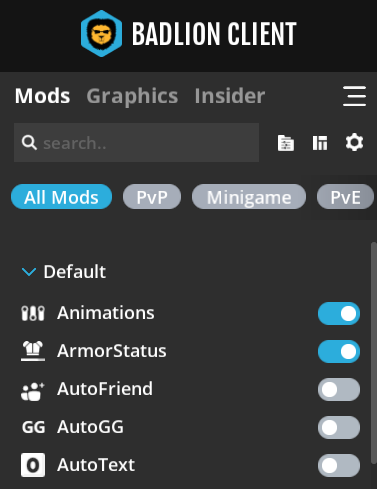 BADLION CLIENT
Mods Graphics Insider
search..
All Mods PvP Minigame PvE
Default
Animations
ArmorStatus
AutoFriend
GG AutoGG
O AutoText